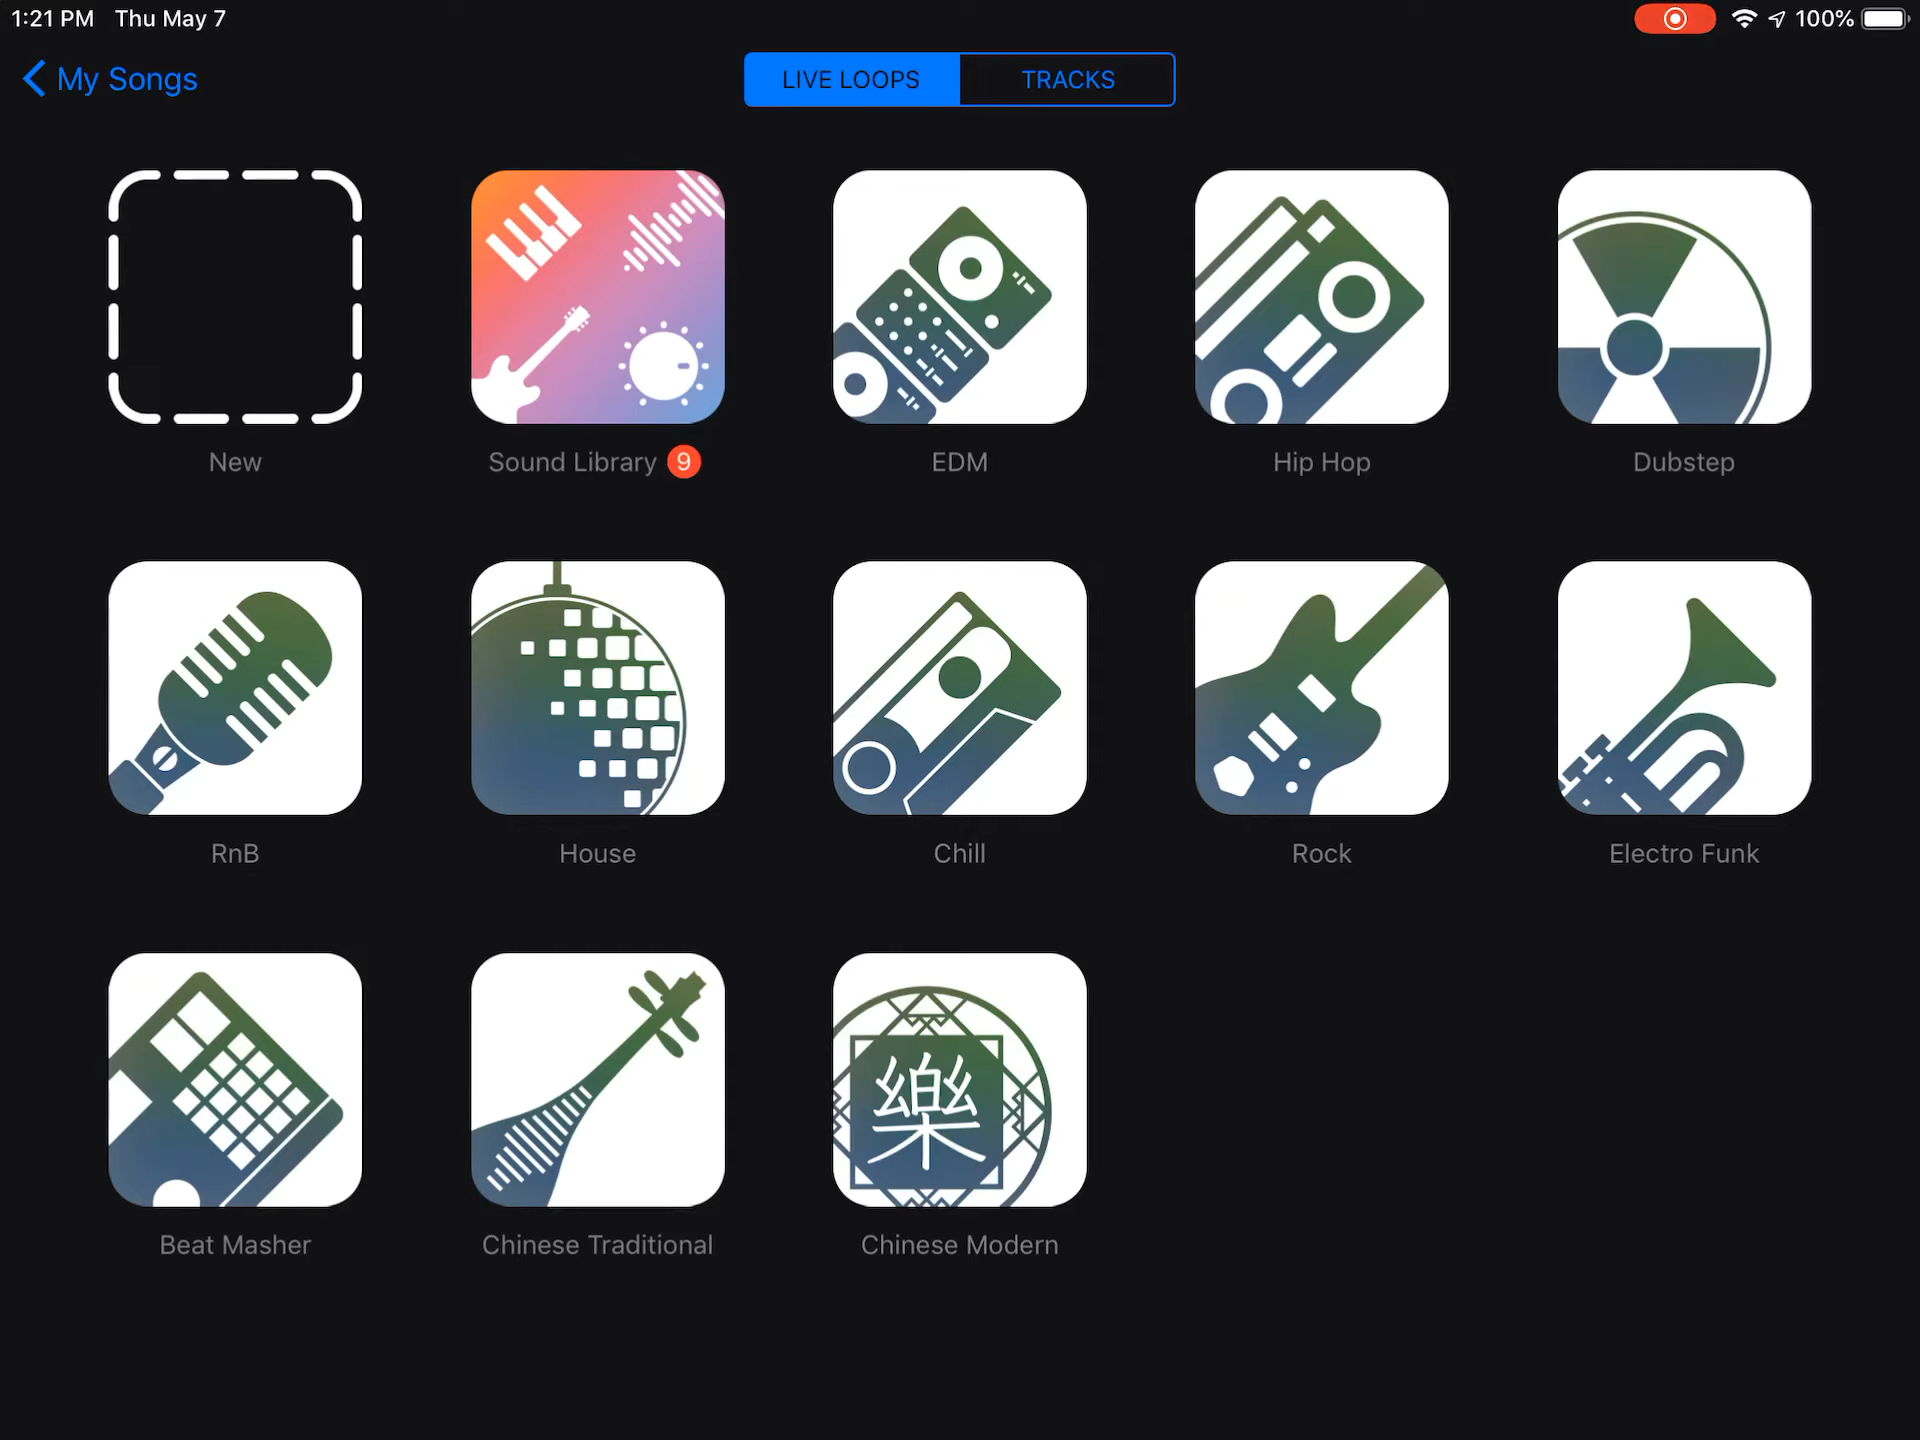 1:21 PM Thu May 7
100%
My Songs
LIVE LOOPS
TRACKS
New
Sound Library 9
EDM
Hip Hop
Dubstep
RnB
House
Chill
Rock
Electro Funk
樂
Beat Masher
Chinese Traditional
Chinese Modern